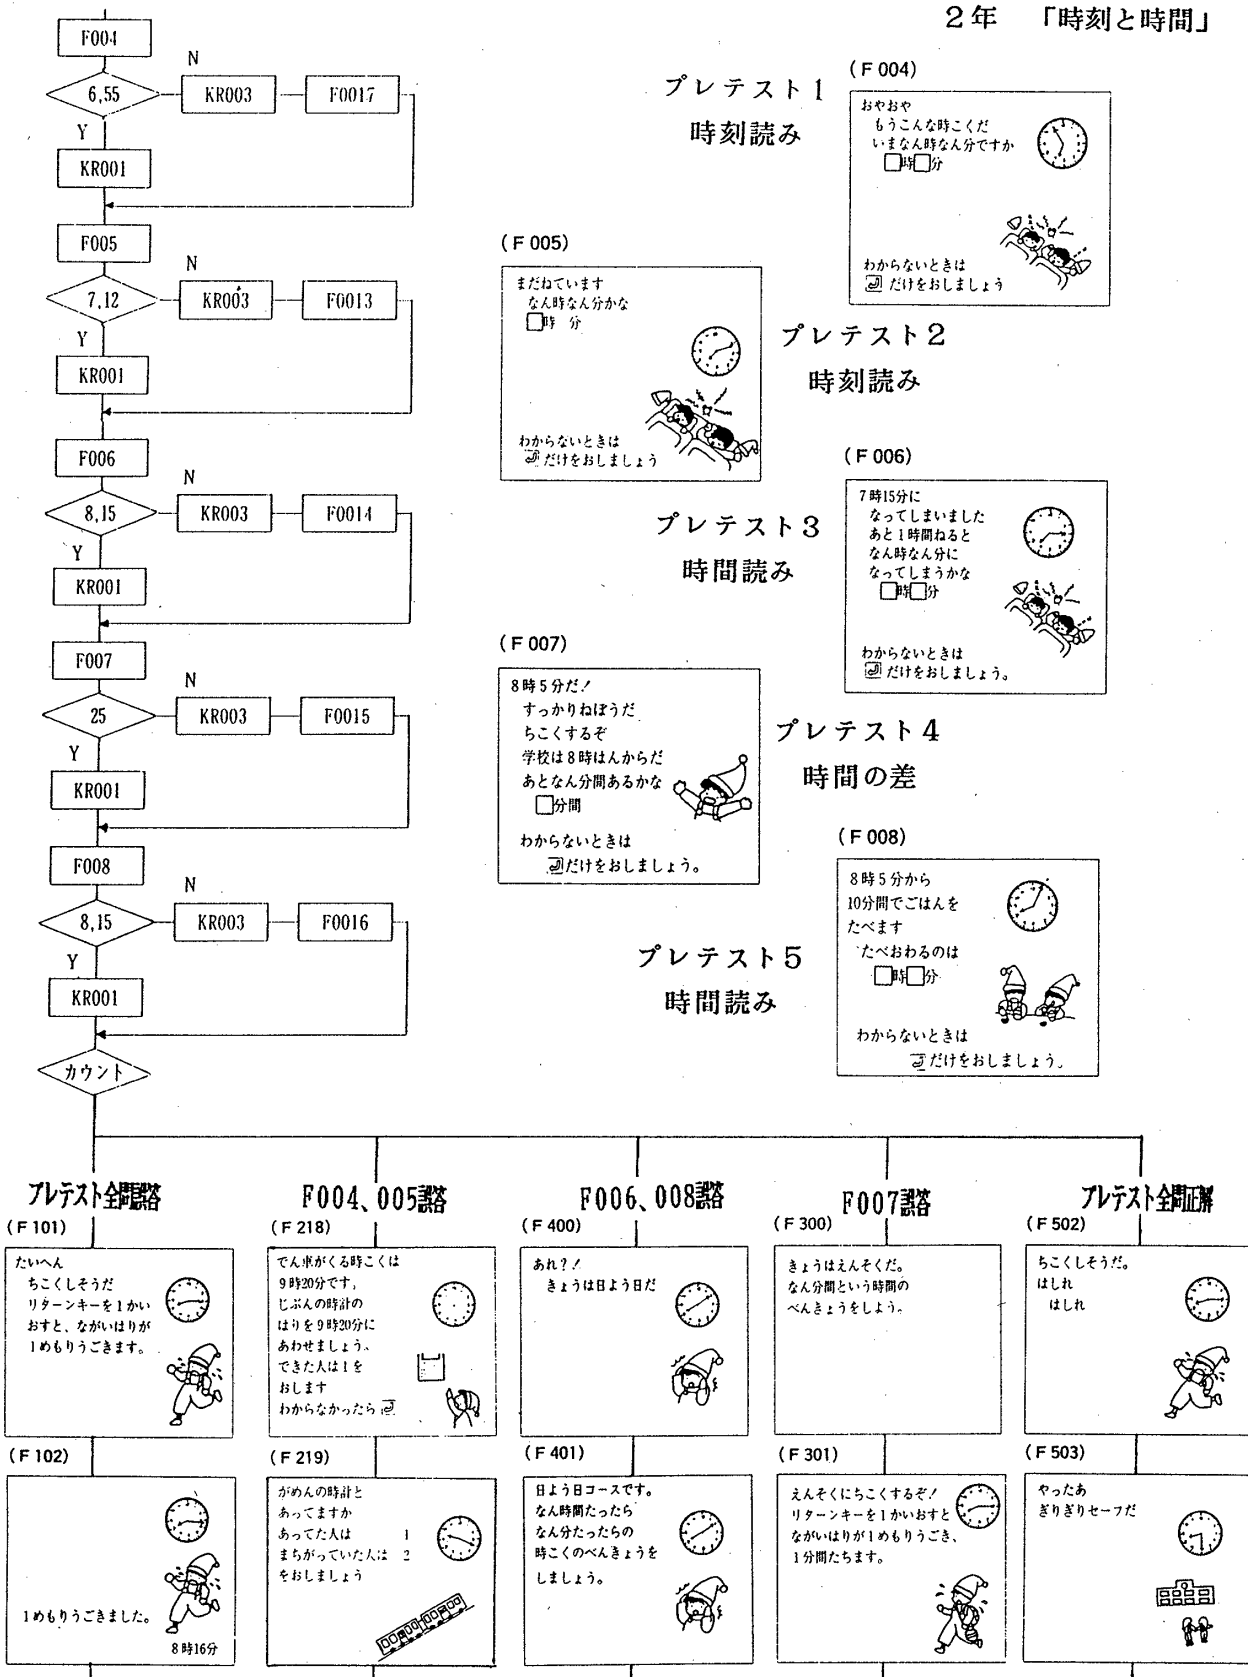 2年 「時刻と時間」
F004
6,55
N
KR003
F0017
Y
KR001
F005
7,12
N
KR003
F0013
Y
KR001
F006
8,15
N
KR003
F0014
Y
KR001
F007
25
N
KR003
F0015
Y
KR001
F008
8,15
N
KR003
F0016
Y
KR001
カウント
プレテスト1
時刻読み
(F 004)
おやおや
もうこんな時こくだ
いまなん時なん分ですか
□時□分
わからないときは
だけをおしましょう
(F 005)
まだねています
なん時なん分かな
□時 分
わからないときは
だけをおしましょう
プレテスト2
時刻読み
プレテスト3
時間読み
(F 006)
7時15分に
なってしまいました
あと1時間ねると
なん時なん分に
なってしまうかな
□時□分
わからないときは
だけをおしましょう。
(F 007)
8時5分だ!
すっかりねぼうだ
ちこくするぞ
学校は8時はんからだ
あとなん分間あるかな
□分間
わからないときは
だけをおしましょう。
プレテスト4
時間の差
プレテスト5
時間読み
(F 008)
8時5分から
10分間でごはんを
たべます
たべおわるのは
□時□分
わからないときは
だけをおしましょう。
プレテスト全問誤答
(F 101)
たいへん
ちこくしそうだ
リターンキーを1かい
おすと、ながいはりが
1めもりうごきます。
(F 102)
1めもりうごきました。
8時16分
F004、005誤答
(F 218)
でん車がくる時こくは
9時20分です。
じぶんの時計の
はりを9時20分に
あわせましょう。
できた人は1を
おします
わからなかったら
(F 219)
がめんの時計と
あってますか
あってた人は 1
まちがっていた人は 2
をおしましょう
F006、008誤答
(F 400)
あれ?!
きょうは日よう日だ
(F 401)
日よう日コースです。
なん時間たったら
なん分たったらの
時こくのべんきょうを
しましょう。
F007誤答
(F 300)
きょうはえんそくだ。
なん分間という時間の
べんきょうをしよう。
(F 301)
えんそくにちこくするぞ!
リターンキーを1かいおすと
ながいはりが1めもりうごき、
1分間たちます。
プレテスト全問正解
(F 502)
ちこくしそうだ。
はしれ
はしれ
(F 503)
やったあ
ぎりぎりセーフだ